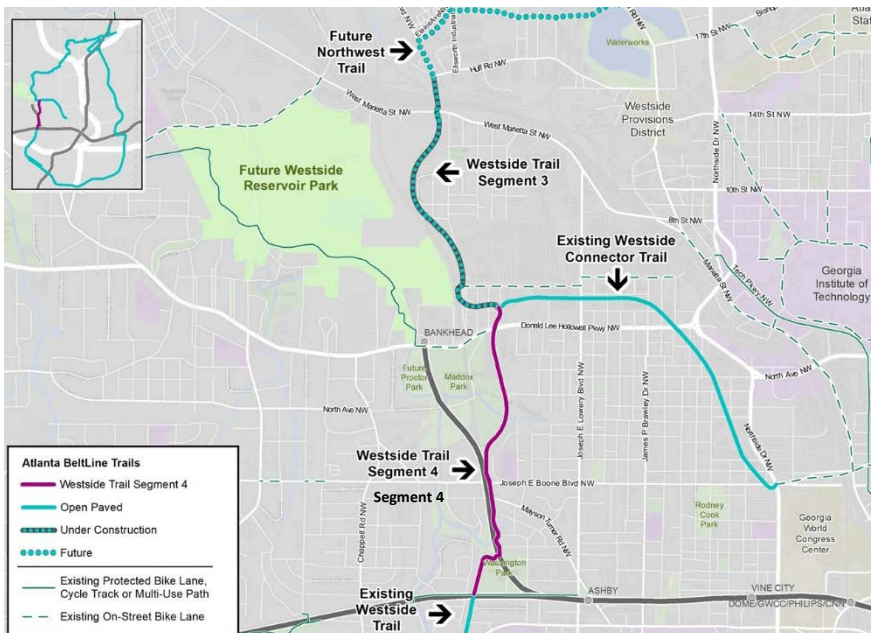 Future
Northwest
Trail
Elaine Ave NW
Ellsworth Industrial
Huff Rd NW
Waterworks
17th St NW
Atla
Stat
West Marietta St NW
West Marietta St NW
Westside
Provisions
District
Northside Dr NW
14th St NW
Future Westside
Reservoir Park
Westside Trail
Segment 3
10th St NW
8th St NW
Existing Westside
Connector Trail
Marietta St NW
Tech Pkwy NW
Georgia
Institute of
Technology
BANKHEAD
Donald Lee Hollowell Pkwy NW
Future
Proctor
Park
Maddox
Park
North Ave NW
North Ave NW
Joseph E Lowery Blvd NW
James P Brawley Dr NW
Northside Dr NW
Westside Trail
Segment 4
Segment 4
Joseph E Boone Blvd NW
Mayson Turner Rd NW
Chappell Rd NW
Rodney
Cook
Park
Georgia
World
Congress
Center
Washington
Park
Existing
Westside
Trail
ASHBY
VINE CITY
DOME/GWCC/PHILIPS/CNN
Atlanta BeltLine Trails
Westside Trail Segment 4
Open Paved
Under Construction
Future
Existing Protected Bike Lane,
Cycle Track or Multi-Use Path
Existing On-Street Bike Lane